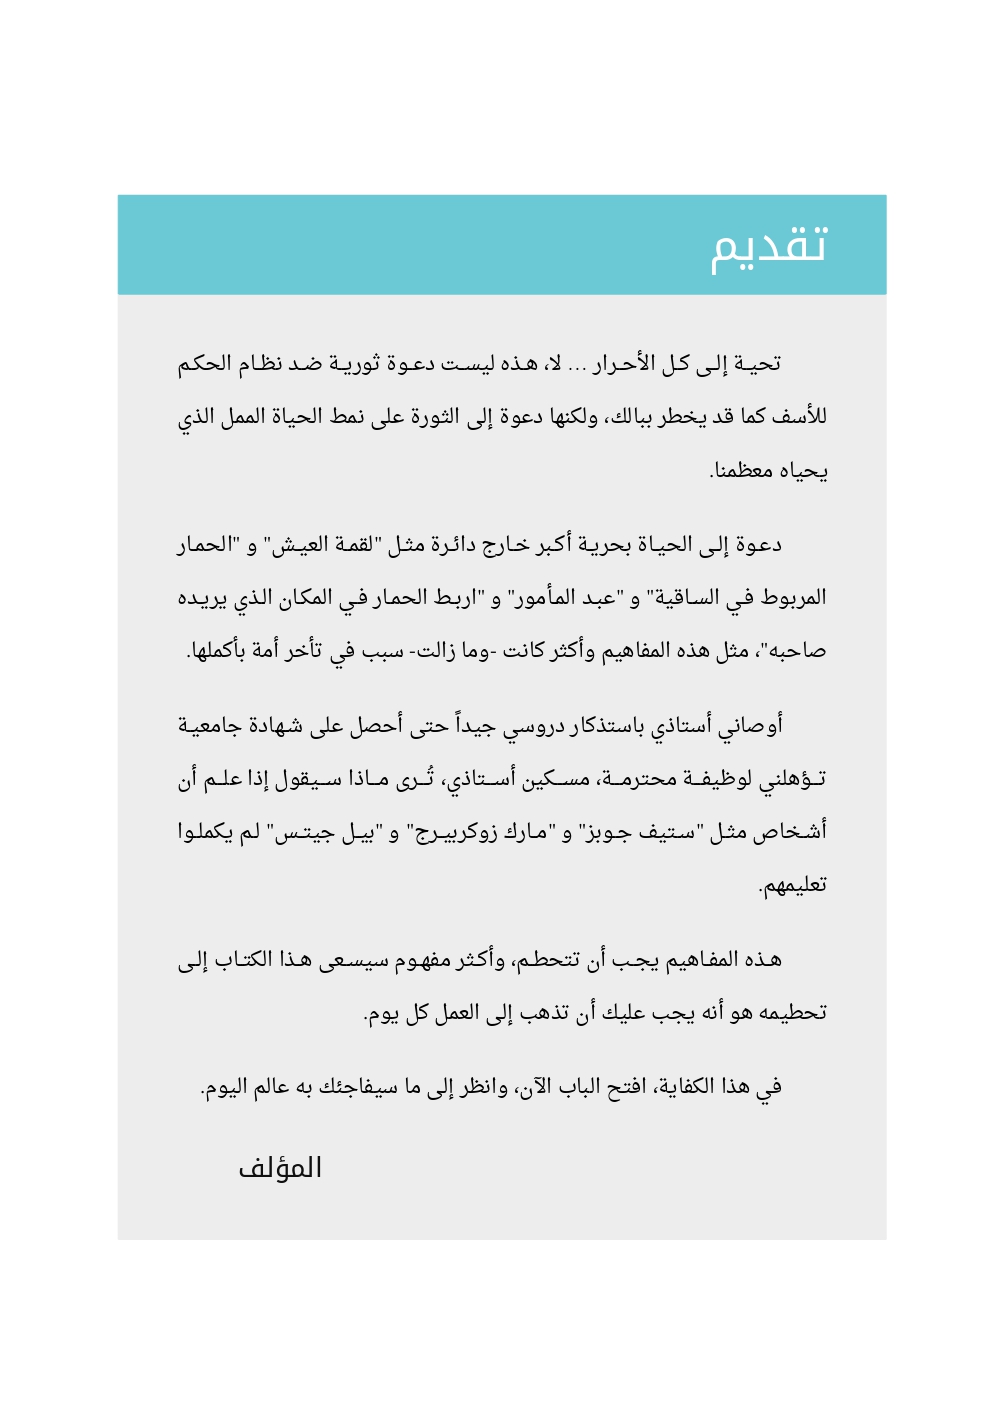 تقديم
تحية إلى كل الأحرار ... لا، هذه ليست دعوة ثورية ضد نظام الحكم
للأسف كما قد يخطر ببالك، ولكنها دعوة إلى الثورة على نمط الحياة الممل الذي
يحياه معظمنا.
دعوة إلى الحياة بحرية أكبر خارج دائرة مثل "لقمة العيش" و "الحمار
المربوط في الساقية" و "عبد المأمور" و "اربط الحمار في المكان الذي يريده
صاحبه"، مثل هذه المفاهيم وأكثر كانت -وما زالت- سبب في تأخر أمة بأكملها.
أوصاني أستاذي باستذكار دروسي جيداً حتى أحصل على شهادة جامعية
تؤهلني لوظيفة محترمة، مسكين أستاذي، تُرى ماذا سيقول إذا علم أن
أشخاص مثل "ستيف جوبز" و "مارك زوكربيرج" و "بيل جيتس" لم يكملوا
تعليمهم.
هذه المفاهيم يجب أن تتحطم، وأكثر مفهوم سيسعى هذا الكتاب إلى
تحطيمه هو أنه يجب عليك أن تذهب إلى العمل كل يوم.
في هذا الكفاية، افتح الباب الآن، وانظر إلى ما سيفاجئك به عالم اليوم.
المؤلف